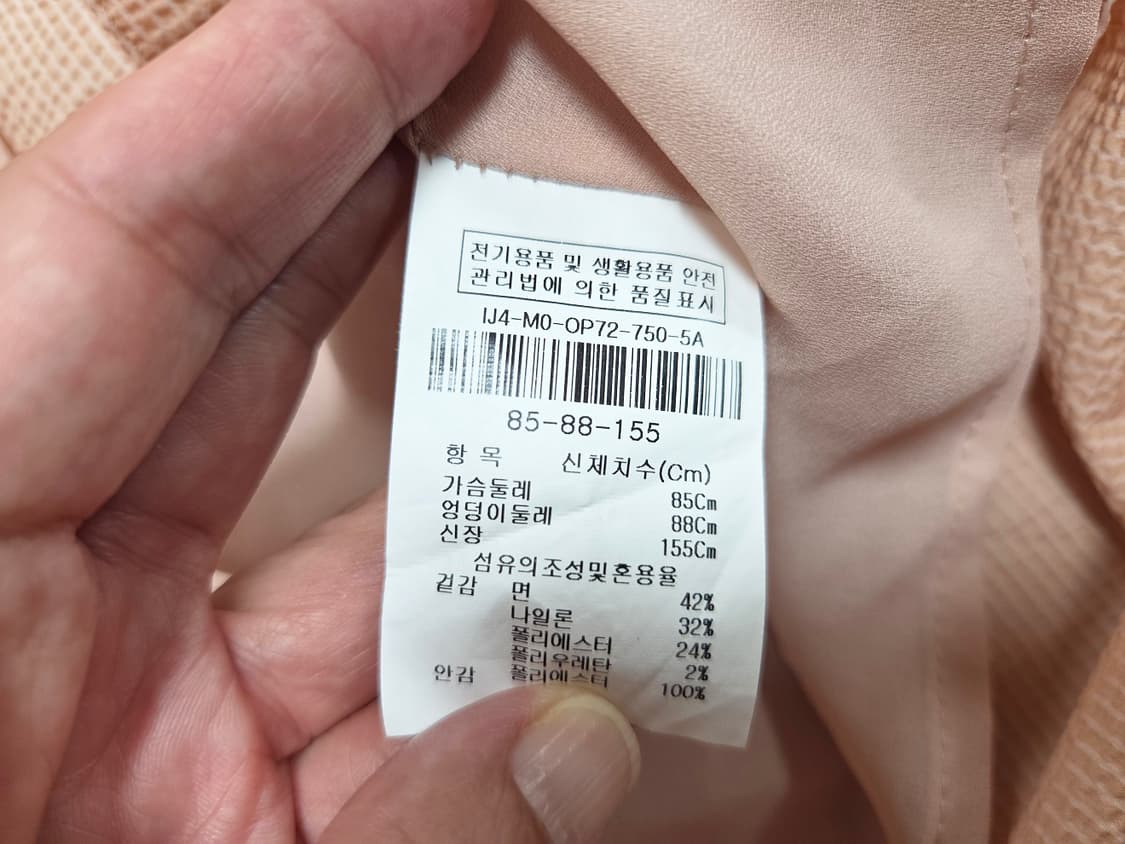 전기용품 및 생활용품 안전
관리법에 의한 품질표시
IJ4-M0-OP72-750-5A
85-88-155
항 목 신체치수(Cm)
가슴둘레 85Cm
엉덩이둘레 88Cm
신장 155Cm
섬유의조성및혼용율
겉감 면 42%
나일론 32%
폴리에스터 24%
폴리우레탄 2%
안감 폴리에스터 100%